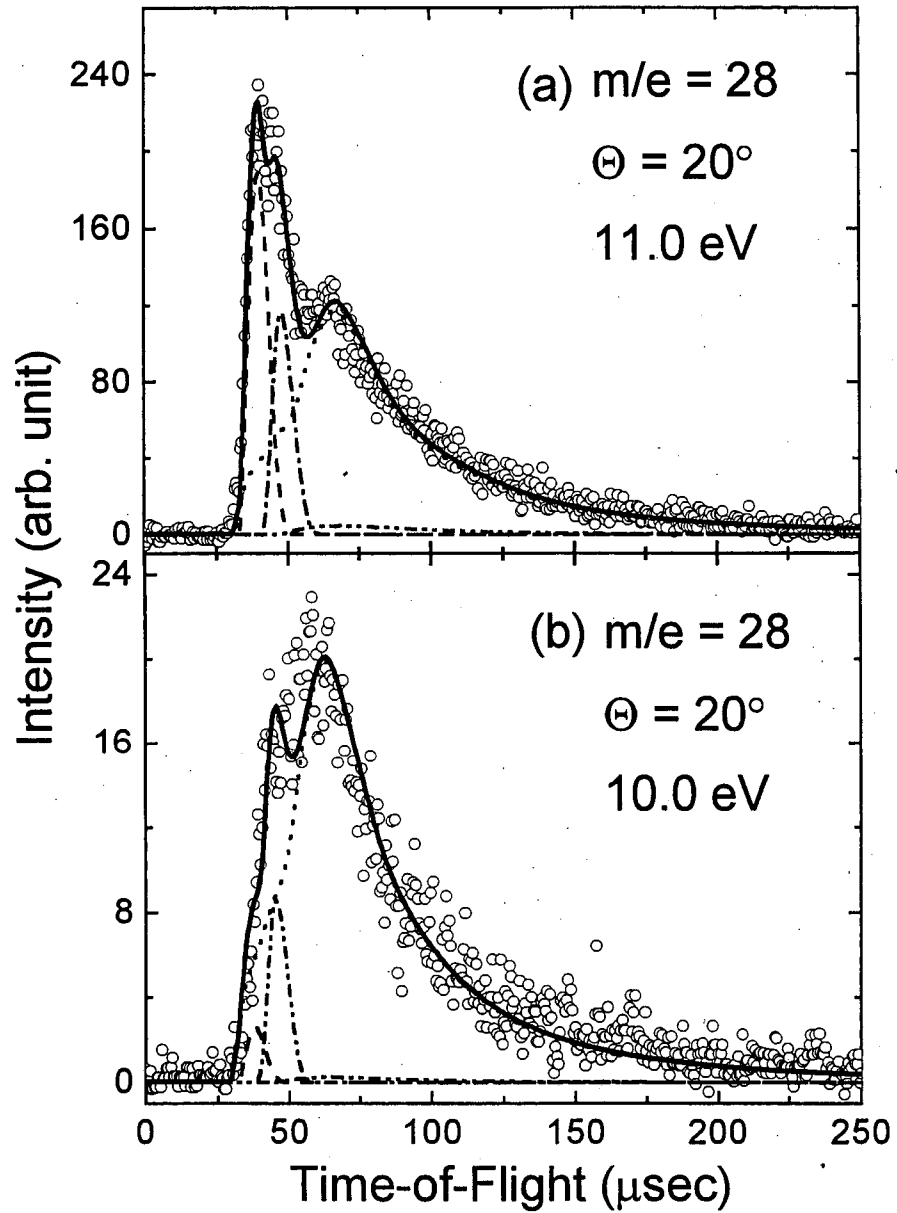 240
160
80
0
(a) m/e = 28
Θ = 20°
11.0 eV
24
16
8
0
(b) m/e = 28
Θ = 20°
10.0 eV
0 50 100 150 200 250
Intensity (arb. unit)
Time-of-Flight (μsec)